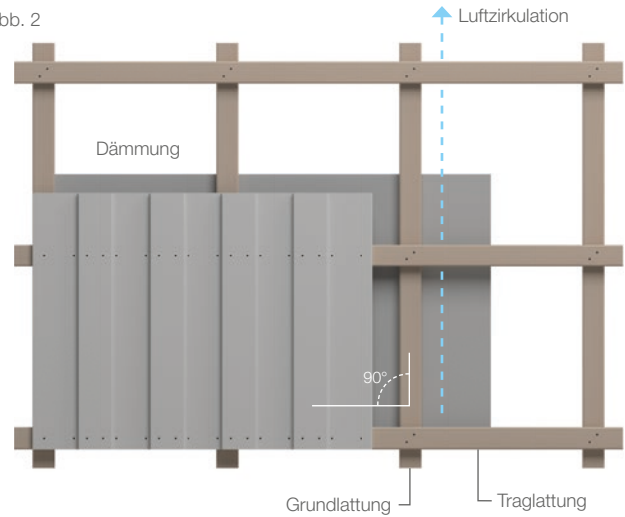 bb. 2
Luftzirkulation
Dämmung
90°
Grundlattung
Traglattung